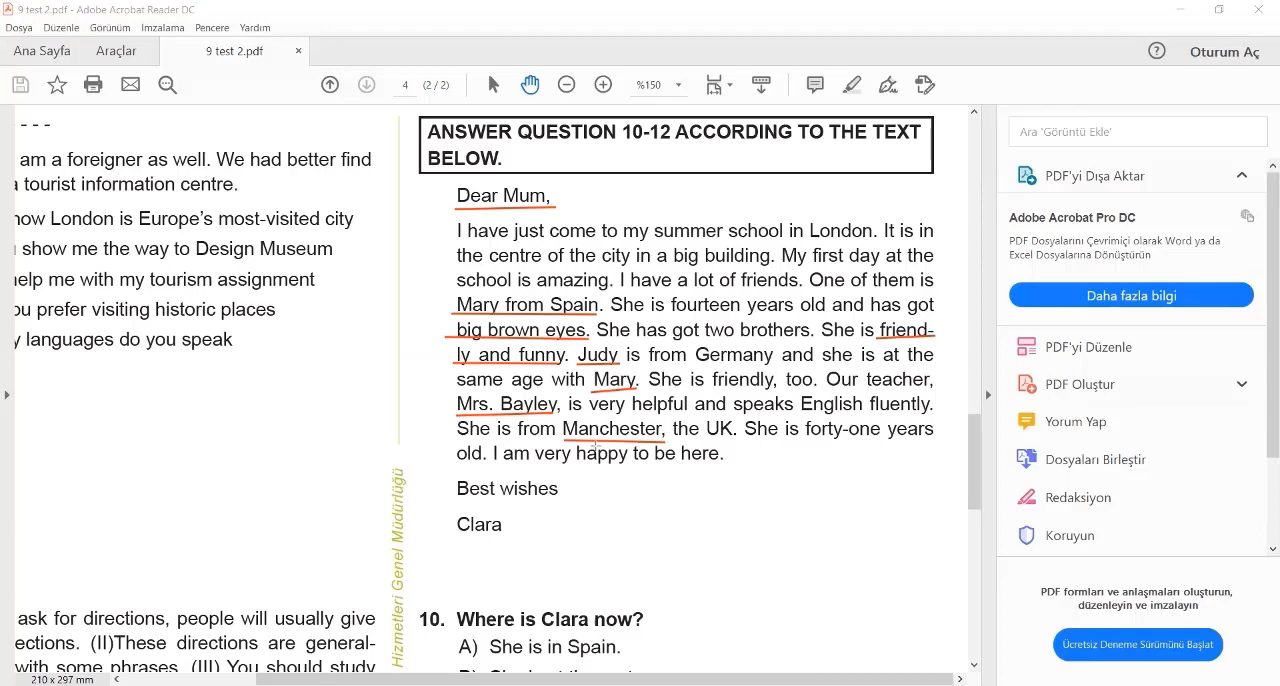 9 test 2.pdf - Adobe Acrobat Reader DC
Dosya Düzenle Görünüm Imzalama Pencere Yardım
Ana Sayfa Araçlar 9 test 2.pdf × ? Oturum Aç
4 (2 / 2) %150
- - -
am a foreigner as well. We had better find
tourist information centre.
now London is Europe's most-visited city
show me the way to Design Museum
help me with my tourism assignment
you prefer visiting historic places
languages do you speak
ask for directions, people will usually give
ections. (II)These directions are general-
with some phrases. (III) You should study
Hizmetleri Genel Müdürlüğü
ANSWER QUESTION 10-12 ACCORDING TO THE TEXT
BELOW.
Dear Mum,
I have just come to my summer school in London. It is in
the centre of the city in a big building. My first day at the
school is amazing. I have a lot of friends. One of them is
Mary from Spain. She is fourteen years old and has got
big brown eyes. She has got two brothers. She is friend-
ly and funny. Judy is from Germany and she is at the
same age with Mary. She is friendly, too. Our teacher,
Mrs. Bayley, is very helpful and speaks English fluently.
She is from Manchester, the UK. She is forty-one years
old. I am very happy to be here.
Best wishes
Clara
10. Where is Clara now?
A) She is in Spain.
210 x 297 mm
Ara 'Görüntü Ekle'
PDF'yi Dışa Aktar
Adobe Acrobat Pro DC
PDF Dosyalarını Çevrimiçi olarak Word ya da
Excel Dosyalarına Dönüştürün
Daha fazla bilgi
PDF'yi Düzenle
PDF Oluştur
Yorum Yap
Dosyaları Birleştir
Redaksiyon
Koruyun
PDF formları ve anlaşmaları oluşturun,
düzenleyin ve imzalayın
Ücretsiz Deneme Sürümünü Başlat